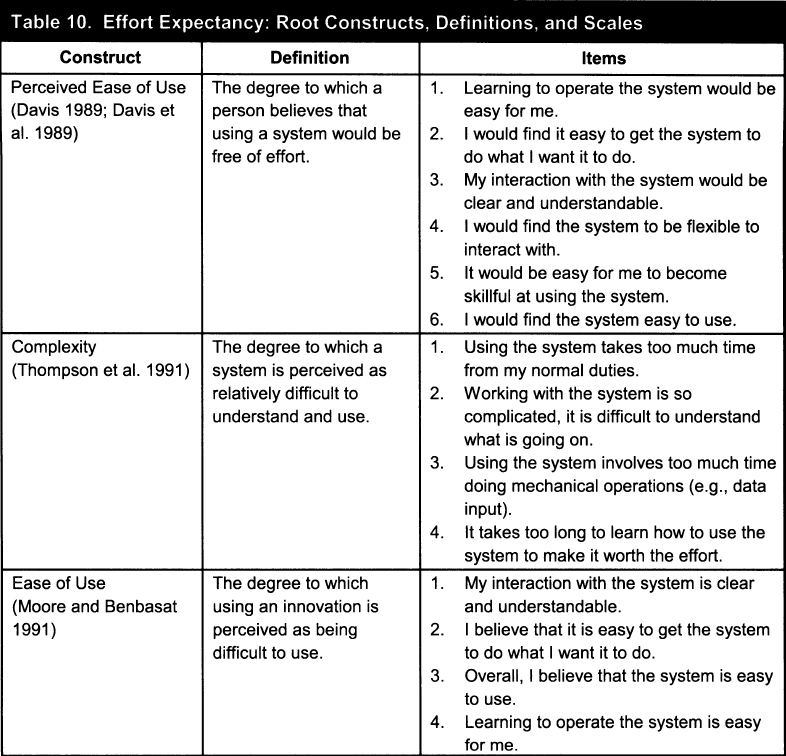 Table 10. Effort Expectancy: Root Constructs, Definitions, and Scales
Construct Definition Items
Perceived Ease of Use
(Davis 1989; Davis et
al. 1989)
The degree to which a
person believes that
using a system would be
free of effort.
1. Learning to operate the system would be
easy for me.
2. I would find it easy to get the system to
do what I want it to do.
3. My interaction with the system would be
clear and understandable.
4. I would find the system to be flexible to
interact with.
5. It would be easy for me to become
skillful at using the system.
6. I would find the system easy to use.
Complexity
(Thompson et al. 1991)
The degree to which a
system is perceived as
relatively difficult to
understand and use.
1. Using the system takes too much time
from my normal duties.
2. Working with the system is so
complicated, it is difficult to understand
what is going on.
3. Using the system involves too much time
doing mechanical operations (e.g., data
input).
4. It takes too long to learn how to use the
system to make it worth the effort.
Ease of Use
(Moore and Benbasat
1991)
The degree to which
using an innovation is
perceived as being
difficult to use.
1. My interaction with the system is clear
and understandable.
2. I believe that it is easy to get the system
to do what I want it to do.
3. Overall, I believe that the system is easy
to use.
4. Learning to operate the system is easy
for me.